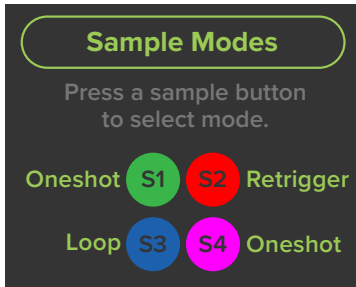 Sample Modes
Press a sample button
to select mode.
Oneshot S1 S2 Retrigger
Loop S3 S4 Oneshot